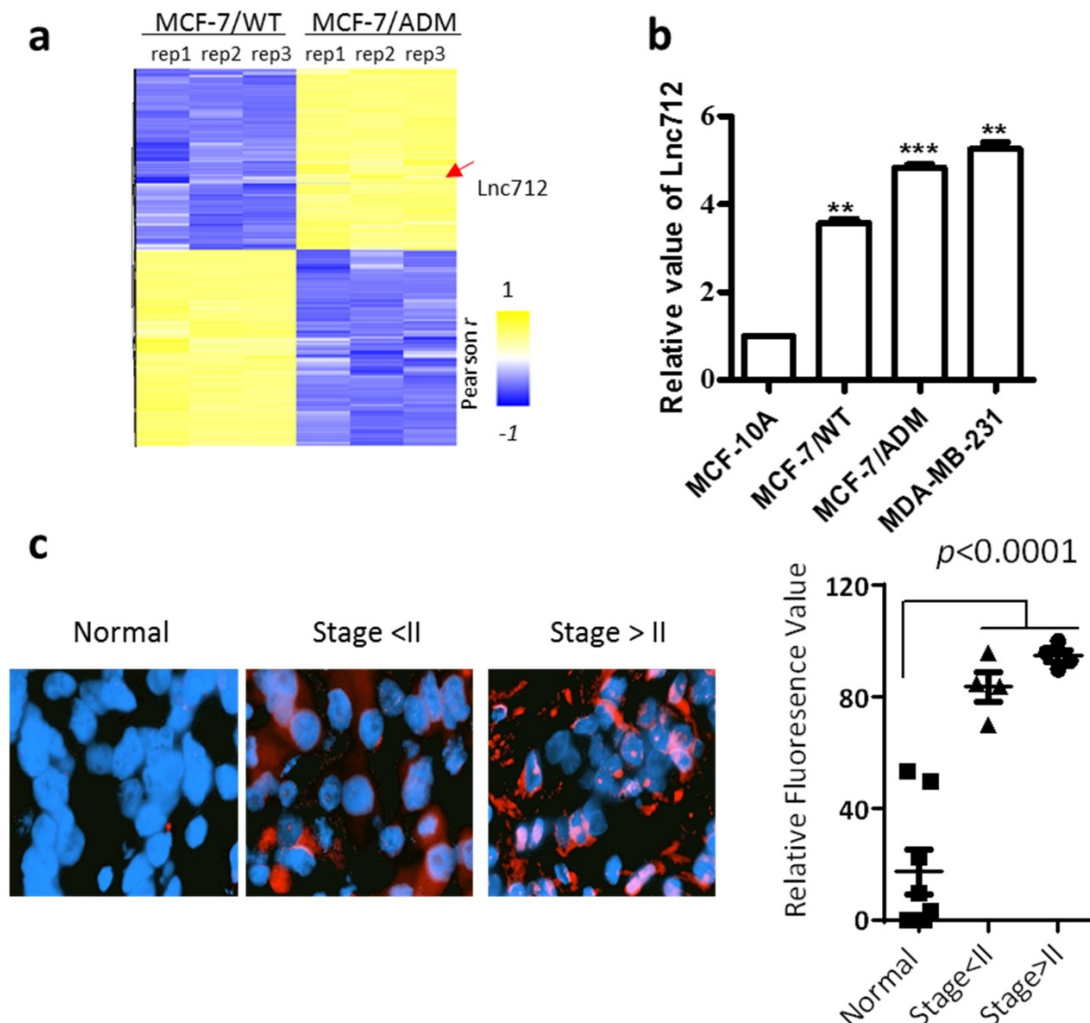 a
MCF-7/WT MCF-7/ADM
rep1 rep2 rep3 rep1 rep2 rep3
Lnc712
1
Pearson r
-1
b
Relative value of Lnc712
6
4
2
0
** *** **
MCF-10A
MCF-7/WT
MCF-7/ADM
MDA-MB-231
c
Normal Stage <II Stage > II
p<0.0001
Relative Fluoresence Value
120
80
40
0
Normal
Stage<II
Stage>II